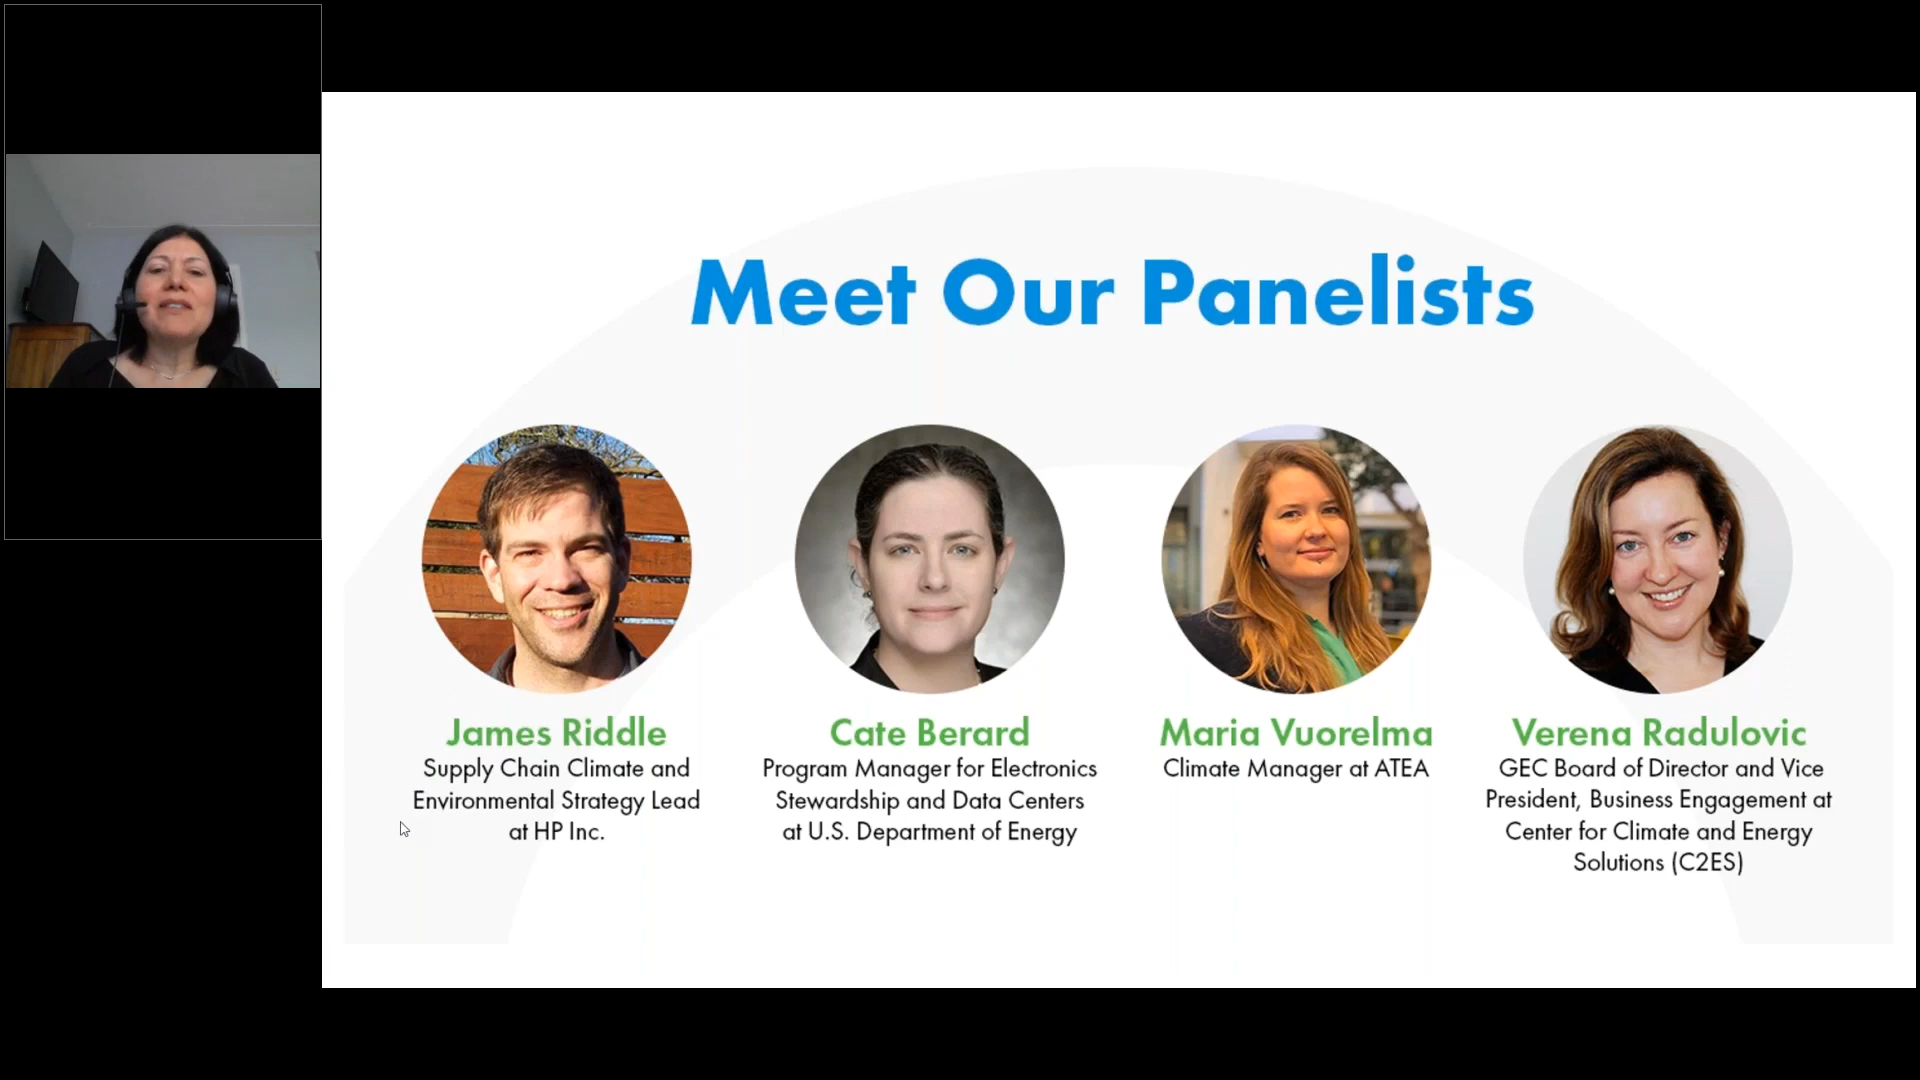 Meet Our Panelists
James Riddle
Supply Chain Climate and
Environmental Strategy Lead
at HP Inc.
Cate Berard
Program Manager for Electronics
Stewardship and Data Centers
at U.S. Department of Energy
Maria Vuorelma
Climate Manager at ATEA
Verena Radulovic
GEC Board of Director and Vice
President, Business Engagement at
Center for Climate and Energy
Solutions (C2ES)